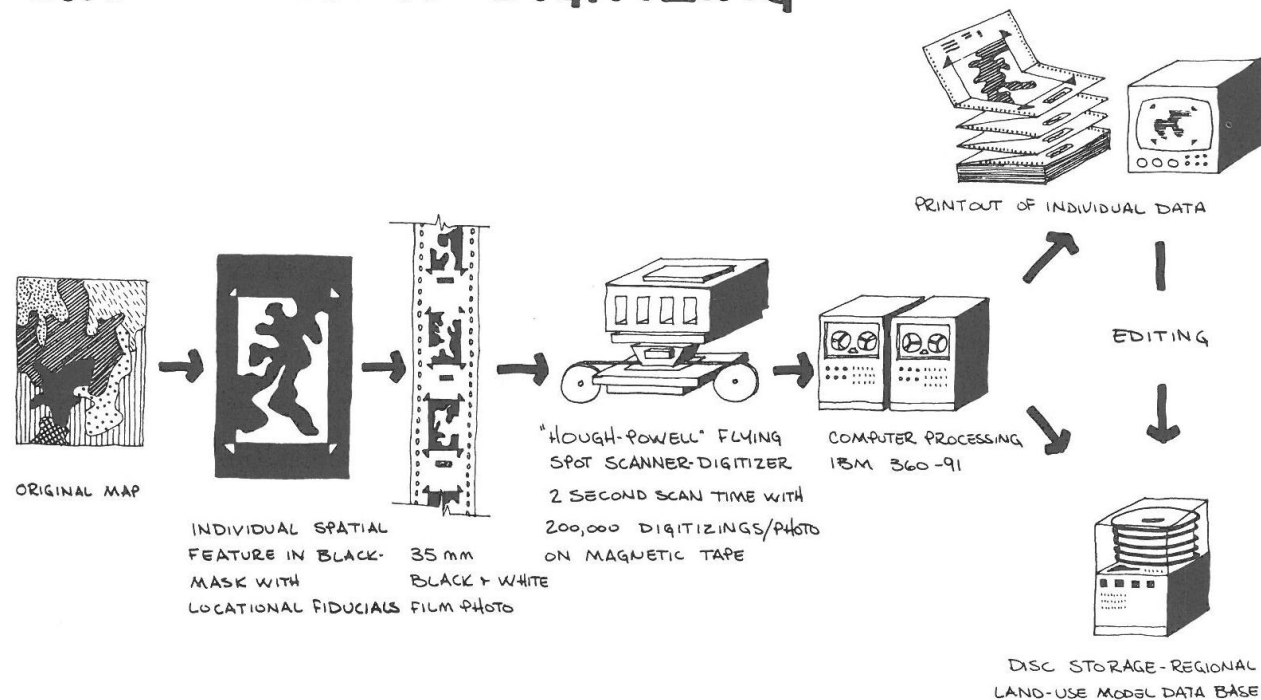 DIGITIZING
PRINTOUT OF INDIVIDUAL DATA
EDITING
ORIGINAL MAP
INDIVIDUAL SPATIAL
FEATURE IN BLACK-
MASK WITH
LOCATIONAL FIDUCIALS
35 mm
BLACK + WHITE
FILM PHOTO
"HOUGH-POWELL" FLYING
SPOT SCANNER-DIGITIZER
2 SECOND SCAN TIME WITH
200,000 DIGITIZINGS/PHOTO
ON MAGNETIC TAPE
COMPUTER PROCESSING
IBM 360-91
DISC STORAGE-REGIONAL
LAND-USE MODEL DATA BASE